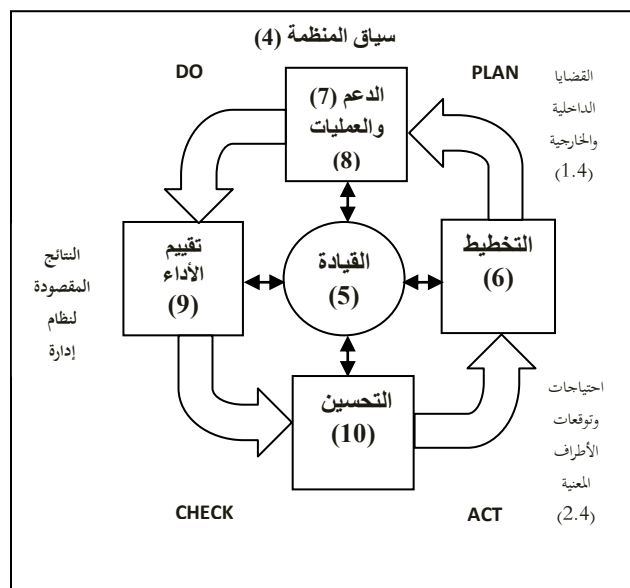 سياق المنظمة (4)
DO
PLAN
القضايا
الداخلية
والخارجية
(1.4)
الدعم (7)
والعمليات
(8)
تقييم
الأداء
(9)
القيادة
(5)
التخطيط
(6)
النتائج
المقصودة
لنظام
إدارة
التحسين
(10)
احتياجات
وتوقعات
الأطراف
المعنية
(2.4)
CHECK
ACT